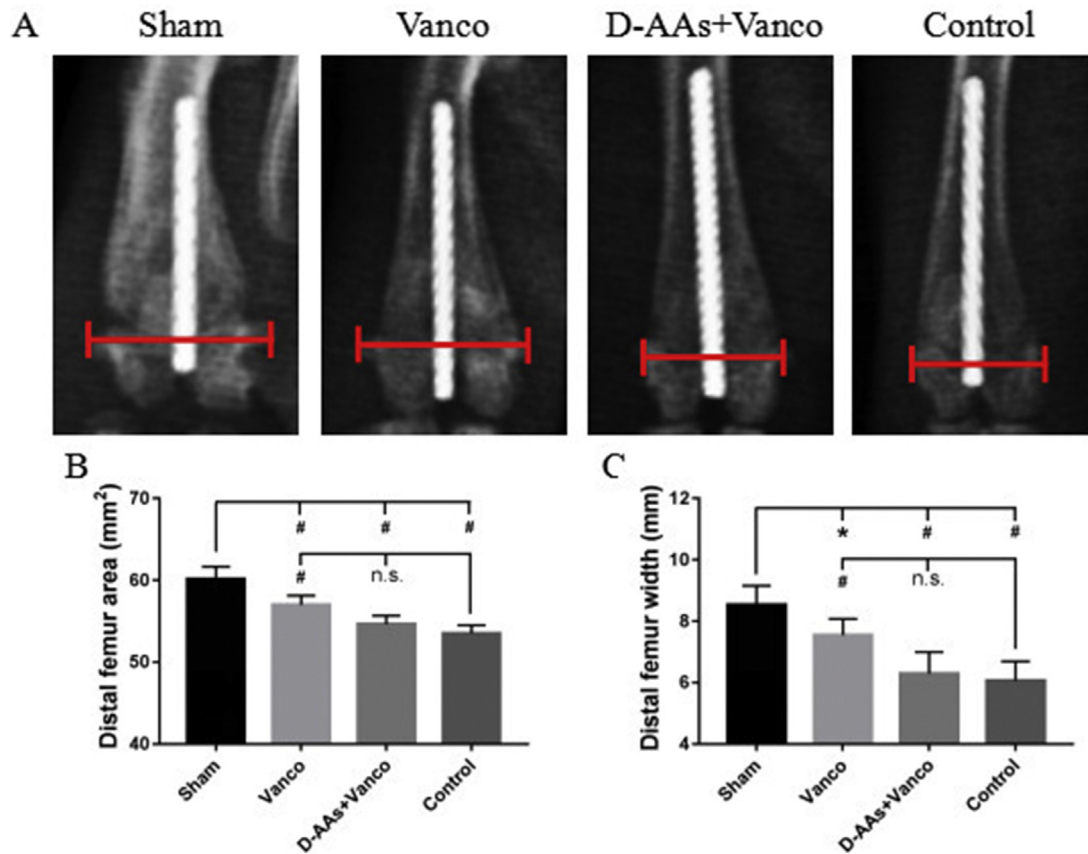 A
Sham
Vanco
D-AAs+Vanco
Control
B
Distal femur area (mm²)
70
60
50
40
# # #
# n.s.
Sham
Vanco
D-AAs+Vanco
Control
C
Distal femur width (mm)
12
10
8
6
4
* # #
# n.s.
Sham
Vanco
D-AAs+Vanco
Control